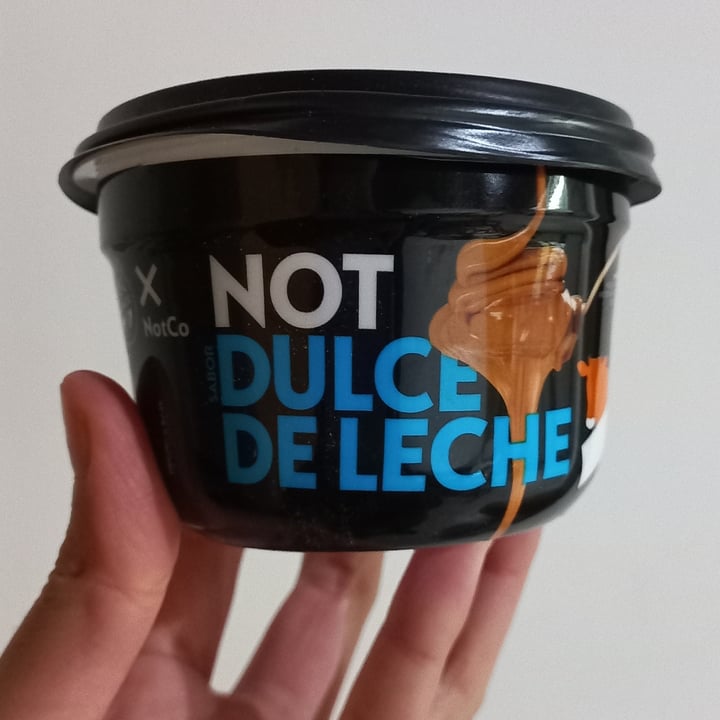 X
NotCo
NOT
SABOR
DULCE
DE LECHE